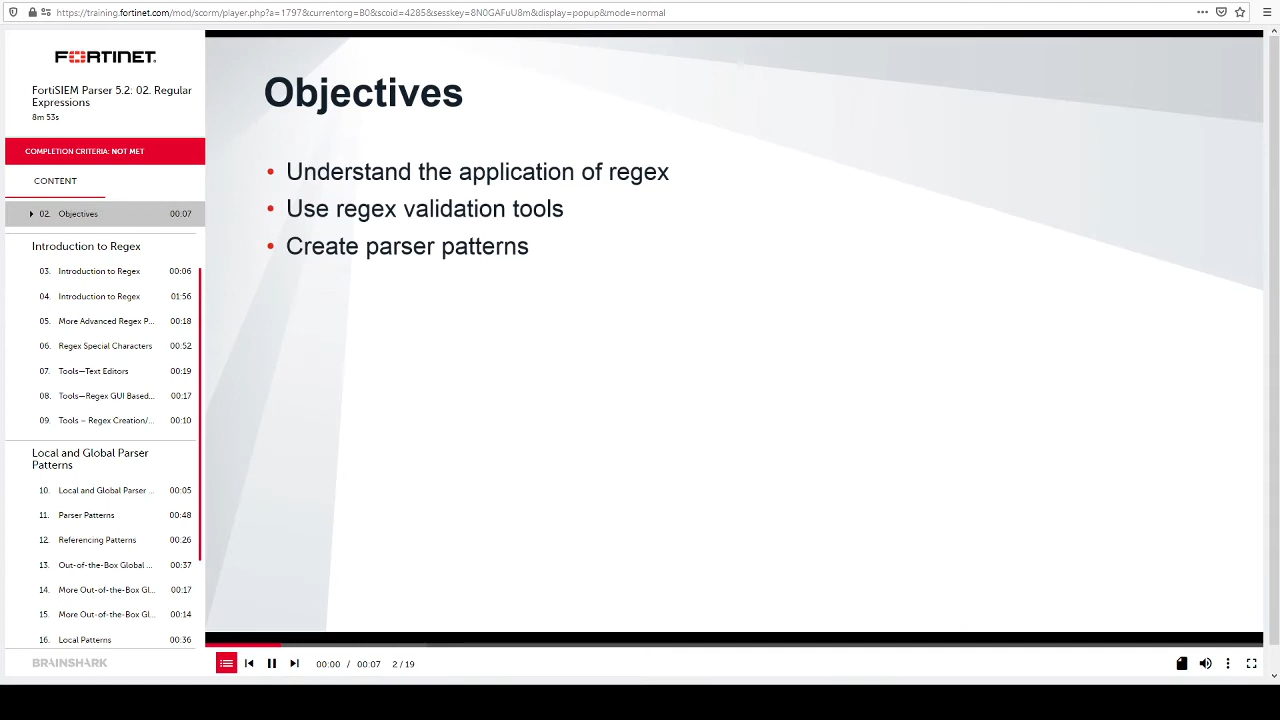 https://training.fortinet.com/mod/scorm/player.php?a=1797&currentorg=B0&scoid=4285&sesskey=8N0GAFuU8m&display=popup&mode=normal
FORTINET
FortiSIEM Parser 5.2: 02. Regular
Expressions
8m 53s
COMPLETION CRITERIA: NOT MET
CONTENT
02. Objectives 00:07
Introduction to Regex
03. Introduction to Regex 00:06
04. Introduction to Regex 01:56
05. More Advanced Regex P... 00:18
06. Regex Special Characters 00:52
07. Tools—Text Editors 00:19
08. Tools—Regex GUI Based... 00:17
09. Tools – Regex Creation/... 00:10
Local and Global Parser
Patterns
10. Local and Global Parser ... 00:05
11. Parser Patterns 00:48
12. Referencing Patterns 00:26
13. Out-of-the-Box Global ... 00:37
14. More Out-of-the-Box Gl... 00:17
15. More Out-of-the-Box Gl... 00:14
16. Local Patterns 00:36
BRAINSHARK
Objectives
• Understand the application of regex
• Use regex validation tools
• Create parser patterns
00:00 / 00:07 2 / 19